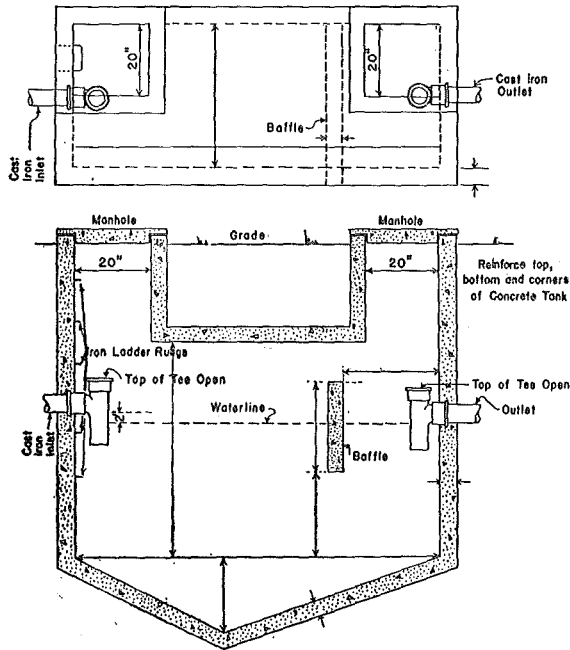 20"
20"
Cast Iron
Outlet
Baffle
Cast
Iron
Inlet
Manhole
Manhole
Grade
20"
20"
Reinforce top,
bottom and corners
of Concrete Tank
Iron Ladder Rungs
Top of Tee Open
Top of Tee Open
Waterline
Outlet
2"
Cast
Iron
Inlet
Baffle